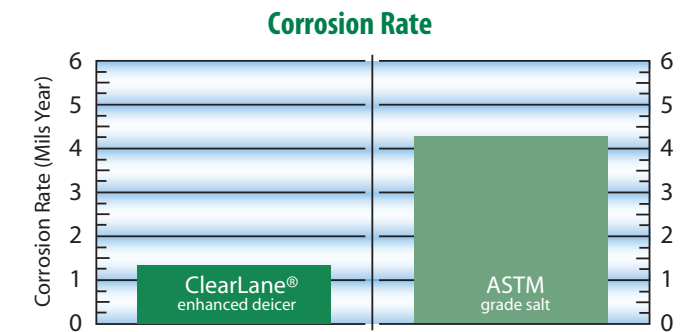 Corrosion Rate
Corrosion Rate (Mils Year)
6
5
4
3
2
1
0
ClearLane®
enhanced deicer
ASTM
grade salt
6
5
4
3
2
1
0